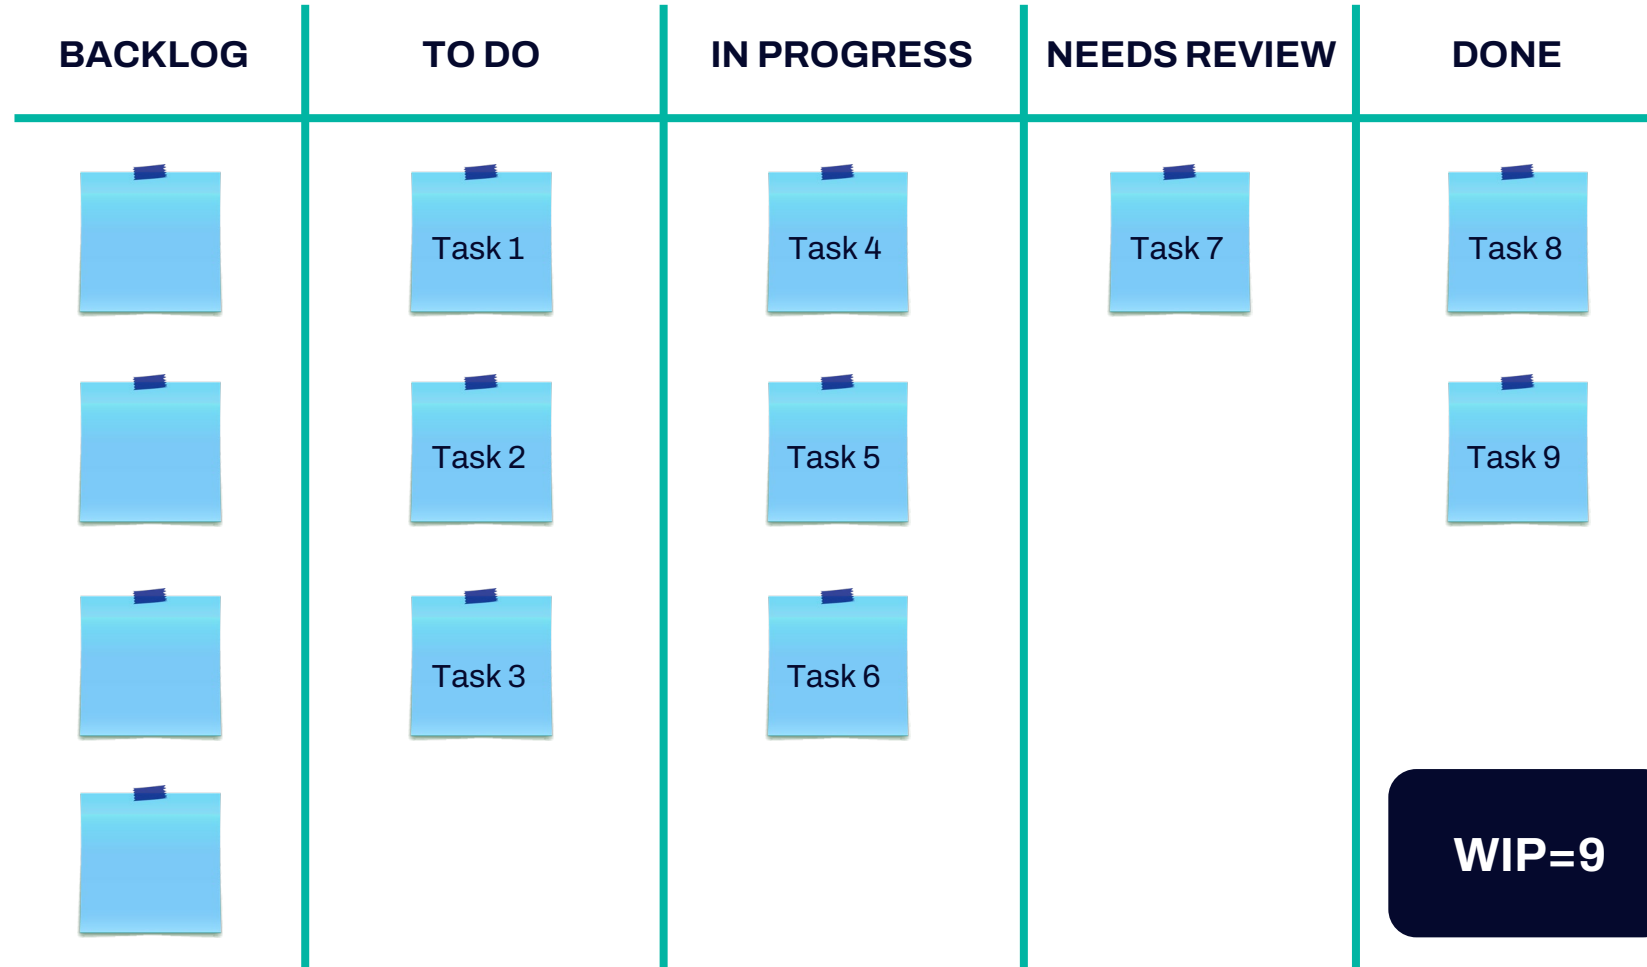 BACKLOG
TO DO
IN PROGRESS
NEEDS REVIEW
DONE
Task 1
Task 4
Task 7
Task 8
Task 2
Task 5
Task 9
Task 3
Task 6
WIP=9